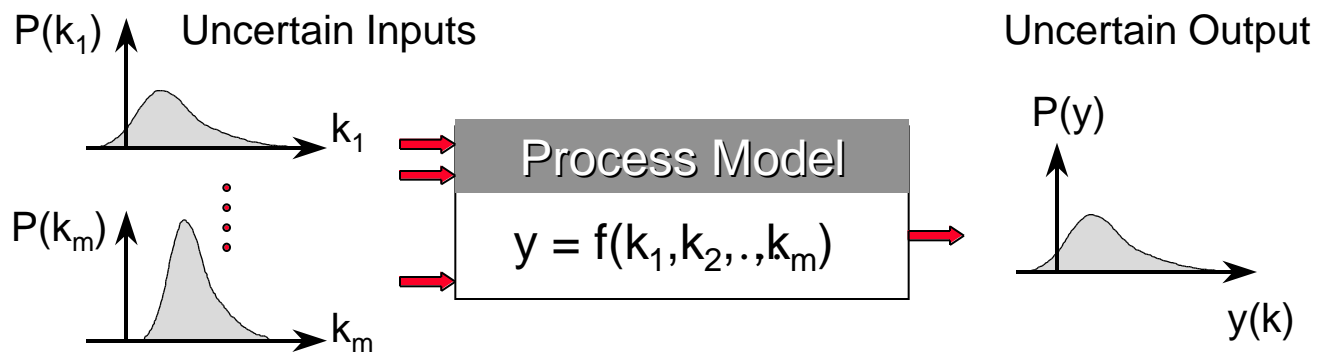 P(k₁)
Uncertain Inputs
k₁
P(kₘ)
kₘ
Process Model
y = f(k₁,k₂,.,.kₘ)
Uncertain Output
P(y)
y(k)